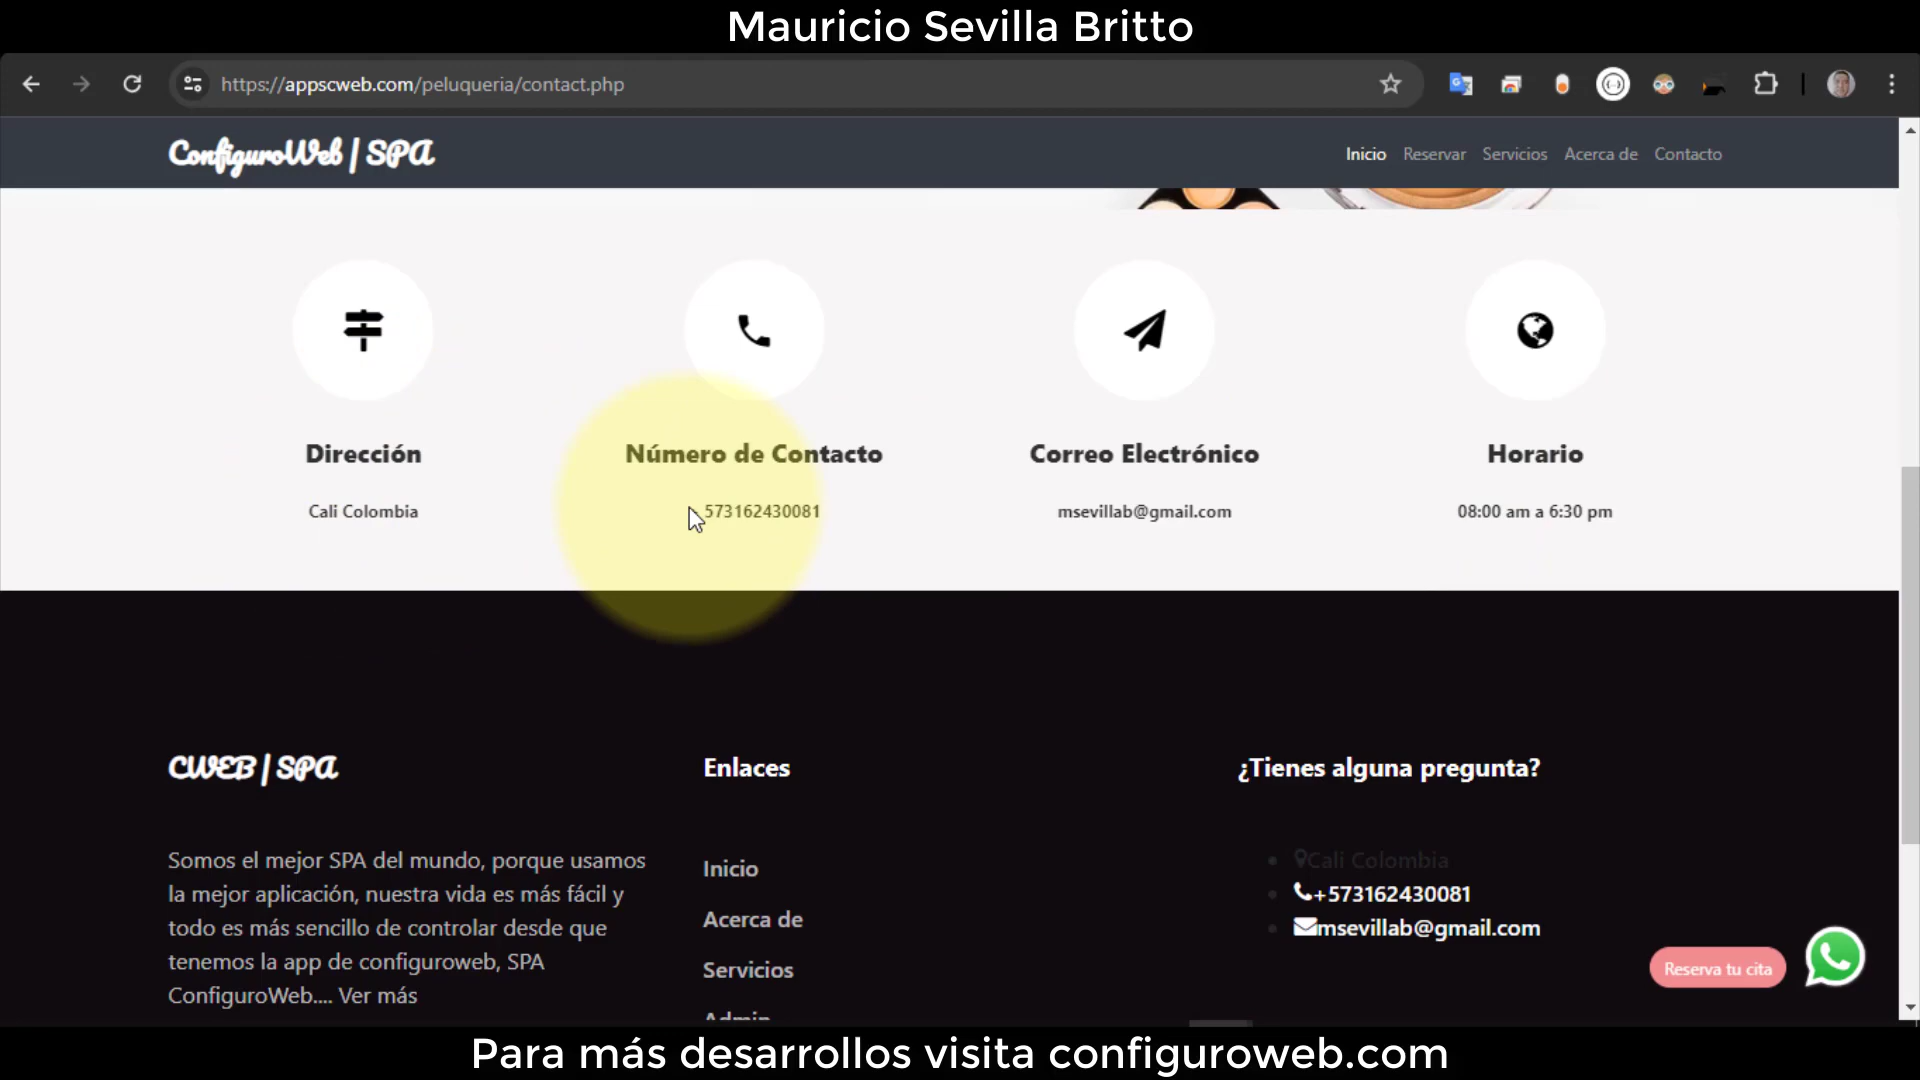 Mauricio Sevilla Britto
https://appscweb.com/peluqueria/contact.php
ConfiguroWeb | SPA
Inicio Reservar Servicios Acerca de Contacto
Dirección
Número de Contacto
Correo Electrónico
Horario
Cali Colombia
573162430081
msevillab@gmail.com
08:00 am a 6:30 pm
CWEB | SPA
Somos el mejor SPA del mundo, porque usamos
la mejor aplicación, nuestra vida es más fácil y
todo es más sencillo de controlar desde que
tenemos la app de configuroweb, SPA
ConfiguroWeb.... Ver más
Enlaces
Inicio
Acerca de
Servicios
Admin
¿Tienes alguna pregunta?
Cali Colombia
+573162430081
msevillab@gmail.com
Reserva tu cita
Para más desarrollos visita configuroweb.com